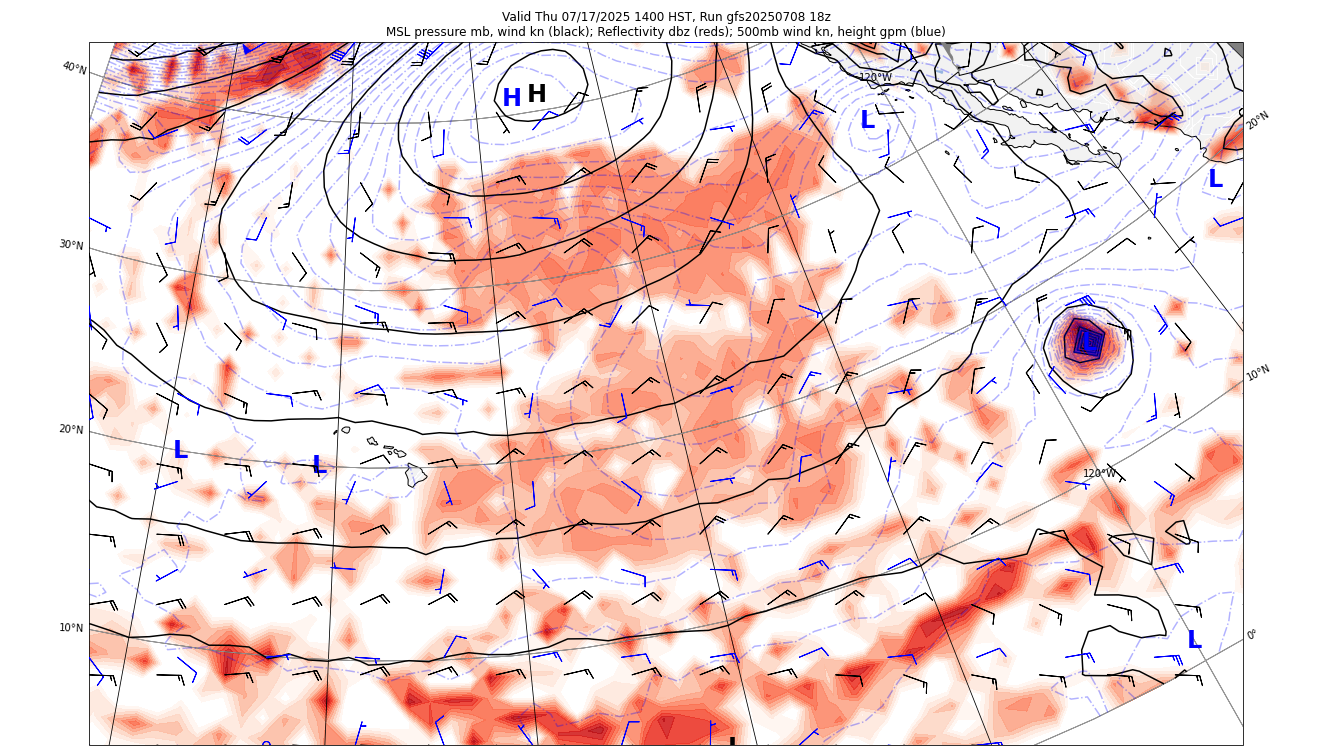 Valid Thu 07/17/2025 1400 HST, Run gfs20250708 18z
MSL pressure mb, wind kn (black); Reflectivity dbz (reds); 500mb wind kn, height gpm (blue)
40°N
120°W
H H
L
20°N
L
30°N
10°N
20°N
L
L
120°W
10°N
0°
L
L